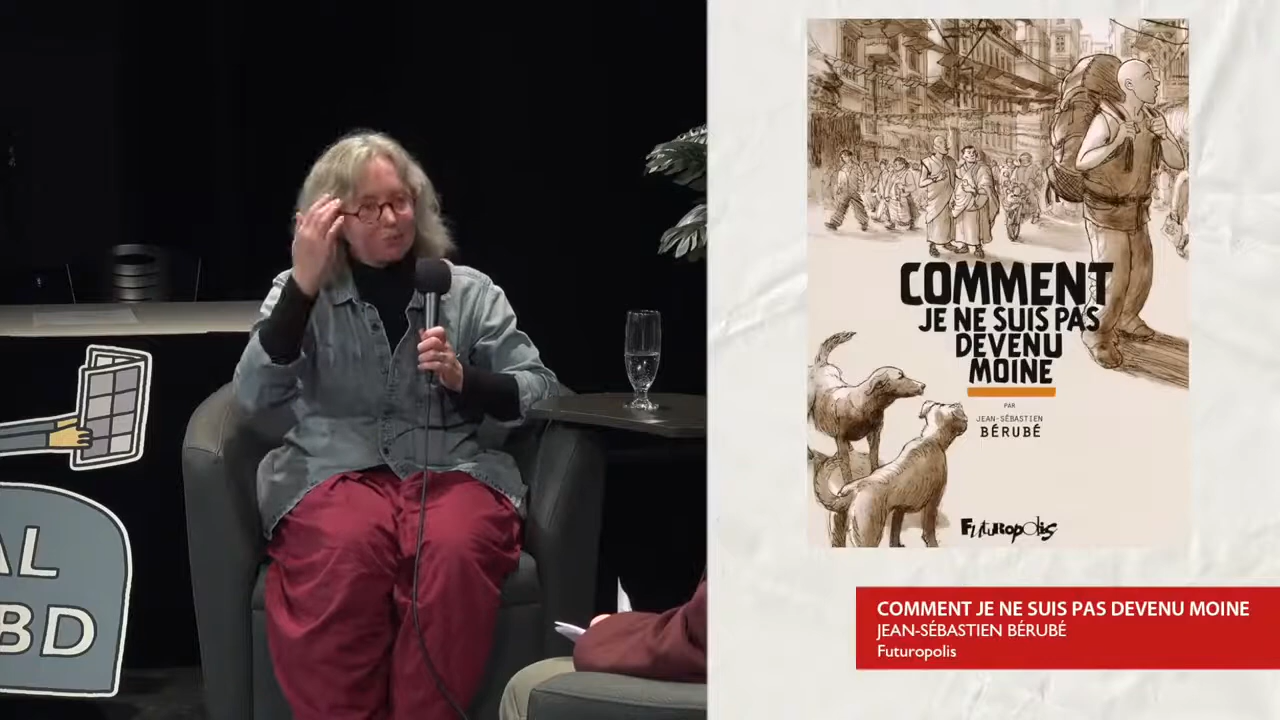 AL
BD
COMMENT
JE NE SUIS PAS
DEVENU
MOINE
PAR
JEAN-SÉBASTIEN
BÉRUBÉ
Futuropolis
COMMENT JE NE SUIS PAS DEVENU MOINE
JEAN-SÉBASTIEN BÉRUBÉ
Futuropolis